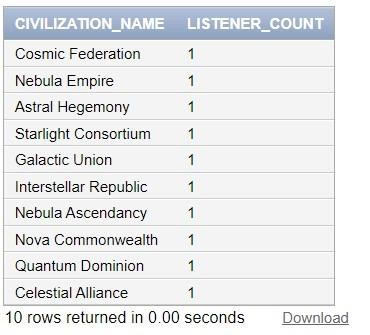 CIVILIZATION_NAME LISTENER_COUNT
Cosmic Federation 1
Nebula Empire 1
Astral Hegemony 1
Starlight Consortium 1
Galactic Union 1
Interstellar Republic 1
Nebula Ascendancy 1
Nova Commonwealth 1
Quantum Dominion 1
Celestial Alliance 1
10 rows returned in 0.00 seconds Download